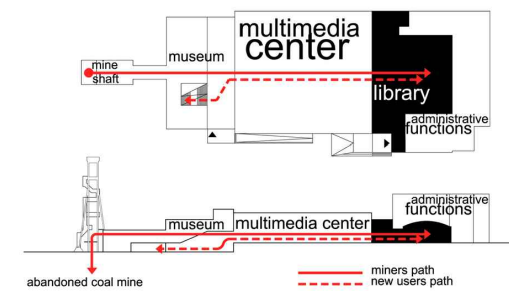 multimedia
center
museum
mine
shaft
library
administrative
functions
administrative
functions
museum
multimedia center
abandoned coal mine
miners path
new users path